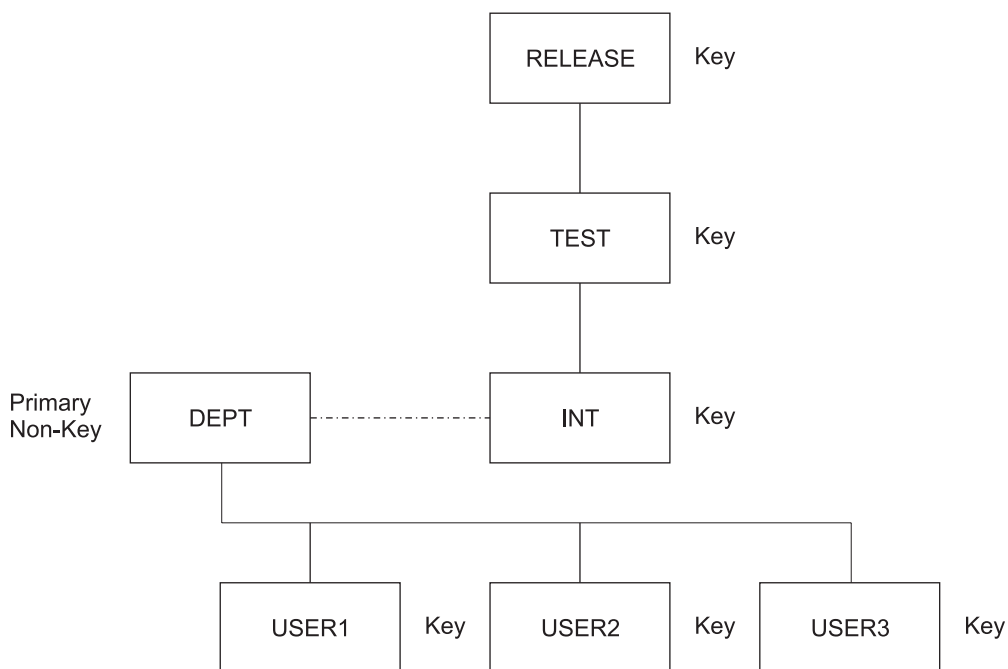 RELEASE
Key
TEST
Key
Primary
Non-Key
DEPT
INT
Key
USER1
Key
USER2
Key
USER3
Key